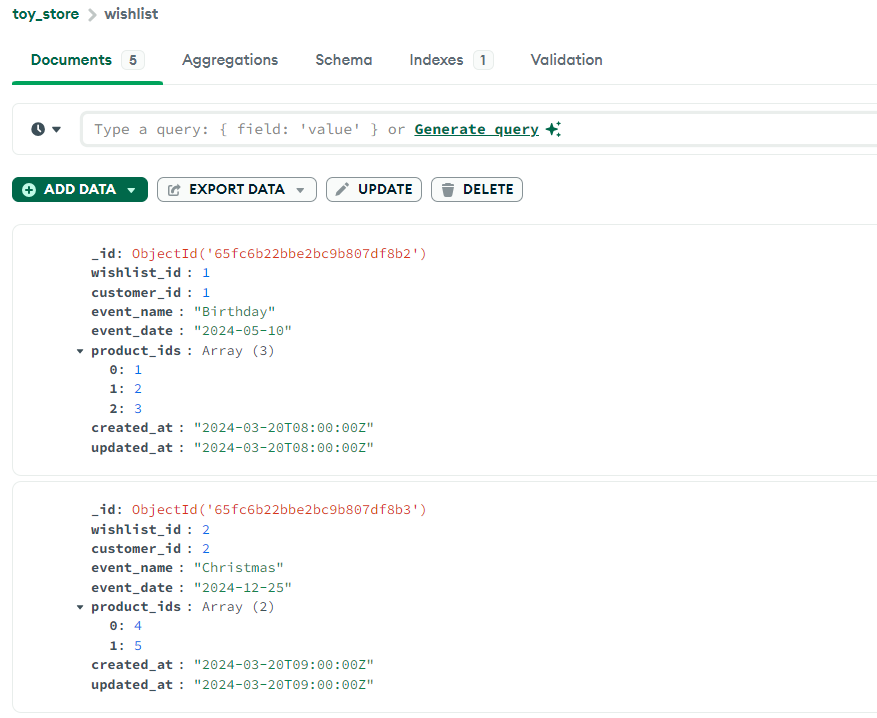 toy_store > wishlist
Documents 5 Aggregations Schema Indexes 1 Validation
Type a query: { field: 'value' } or Generate query
ADD DATA EXPORT DATA UPDATE DELETE
_id: ObjectId('65fc6b22bbe2bc9b807df8b2')
wishlist_id : 1
customer_id : 1
event_name : "Birthday"
event_date : "2024-05-10"
product_ids : Array (3)
0: 1
1: 2
2: 3
created_at : "2024-03-20T08:00:00Z"
updated_at : "2024-03-20T08:00:00Z"
_id: ObjectId('65fc6b22bbe2bc9b807df8b3')
wishlist_id : 2
customer_id : 2
event_name : "Christmas"
event_date : "2024-12-25"
product_ids : Array (2)
0: 4
1: 5
created_at : "2024-03-20T09:00:00Z"
updated_at : "2024-03-20T09:00:00Z"